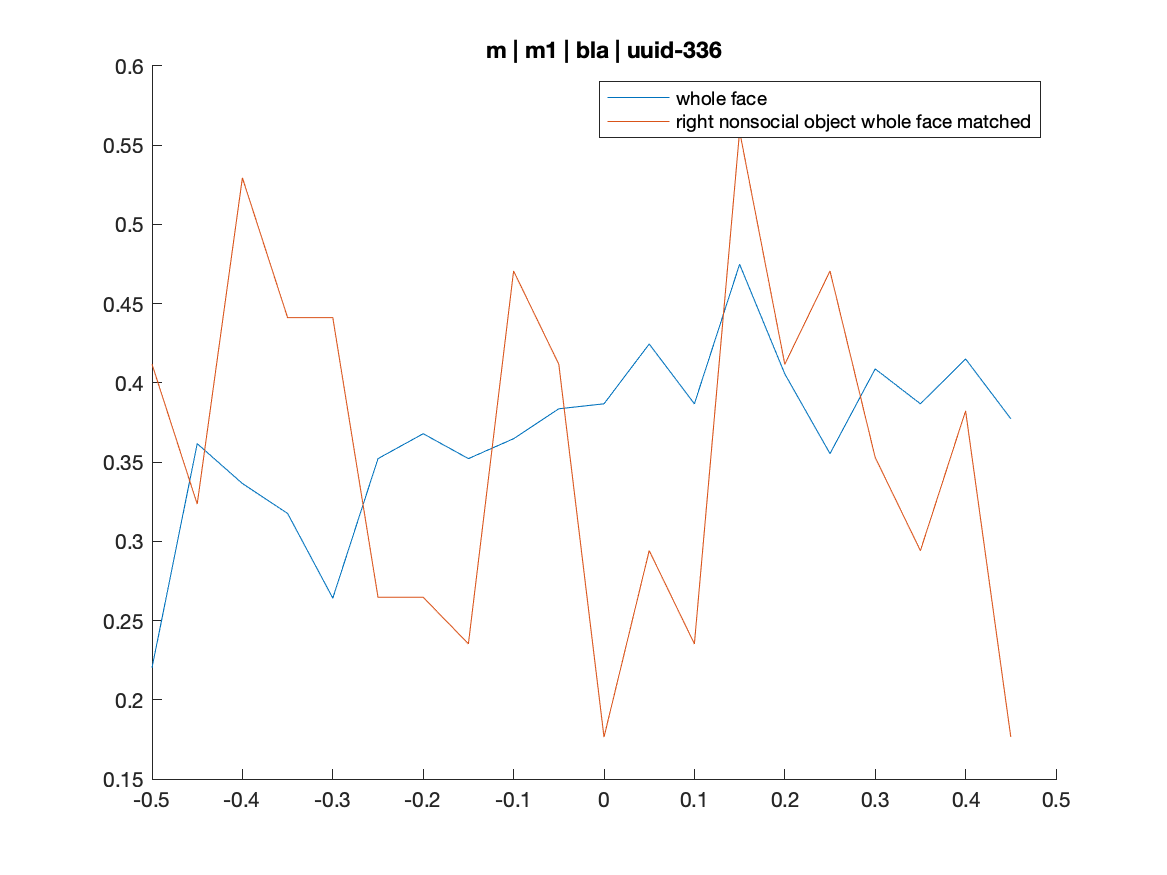 m | m1 | bla | uuid-336
0.6
whole face
right nonsocial object whole face matched
0.55
0.5
0.45
0.4
0.35
0.3
0.25
0.2
0.15
-0.5 -0.4 -0.3 -0.2 -0.1 0 0.1 0.2 0.3 0.4 0.5